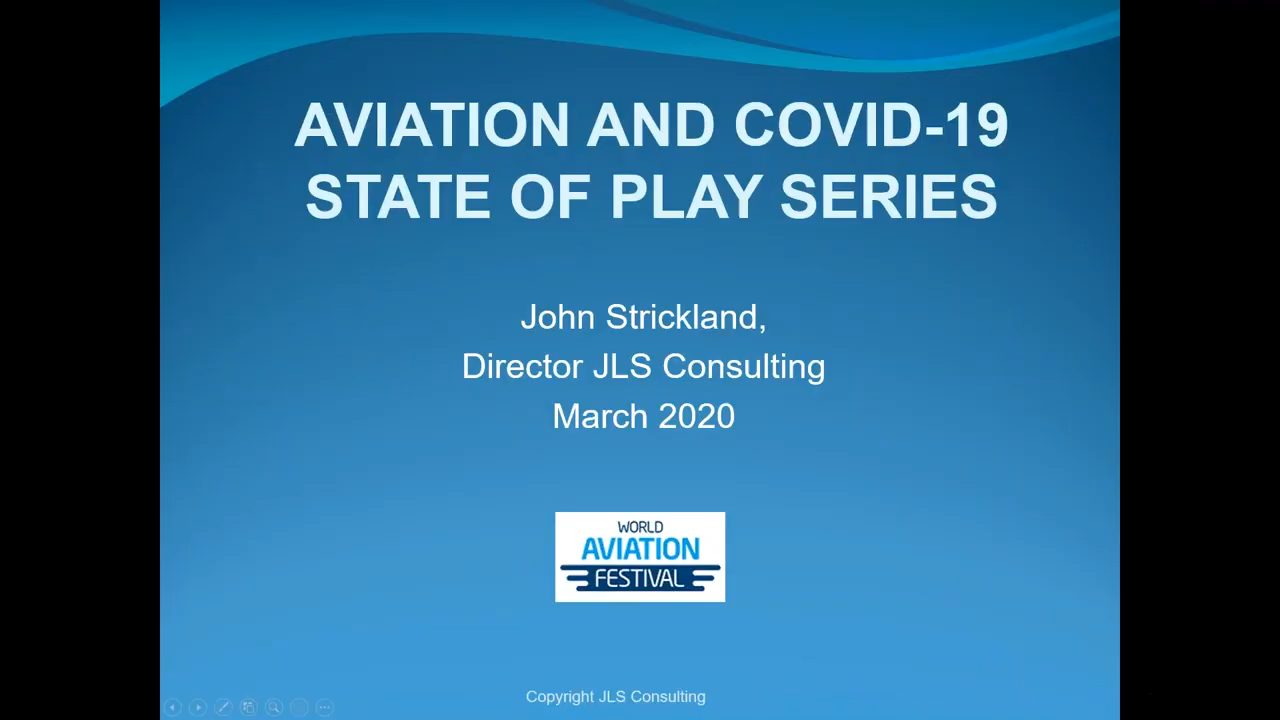 AVIATION AND COVID-19
STATE OF PLAY SERIES
John Strickland,
Director JLS Consulting
March 2020
WORLD
AVIATION
FESTIVAL
Copyright JLS Consulting